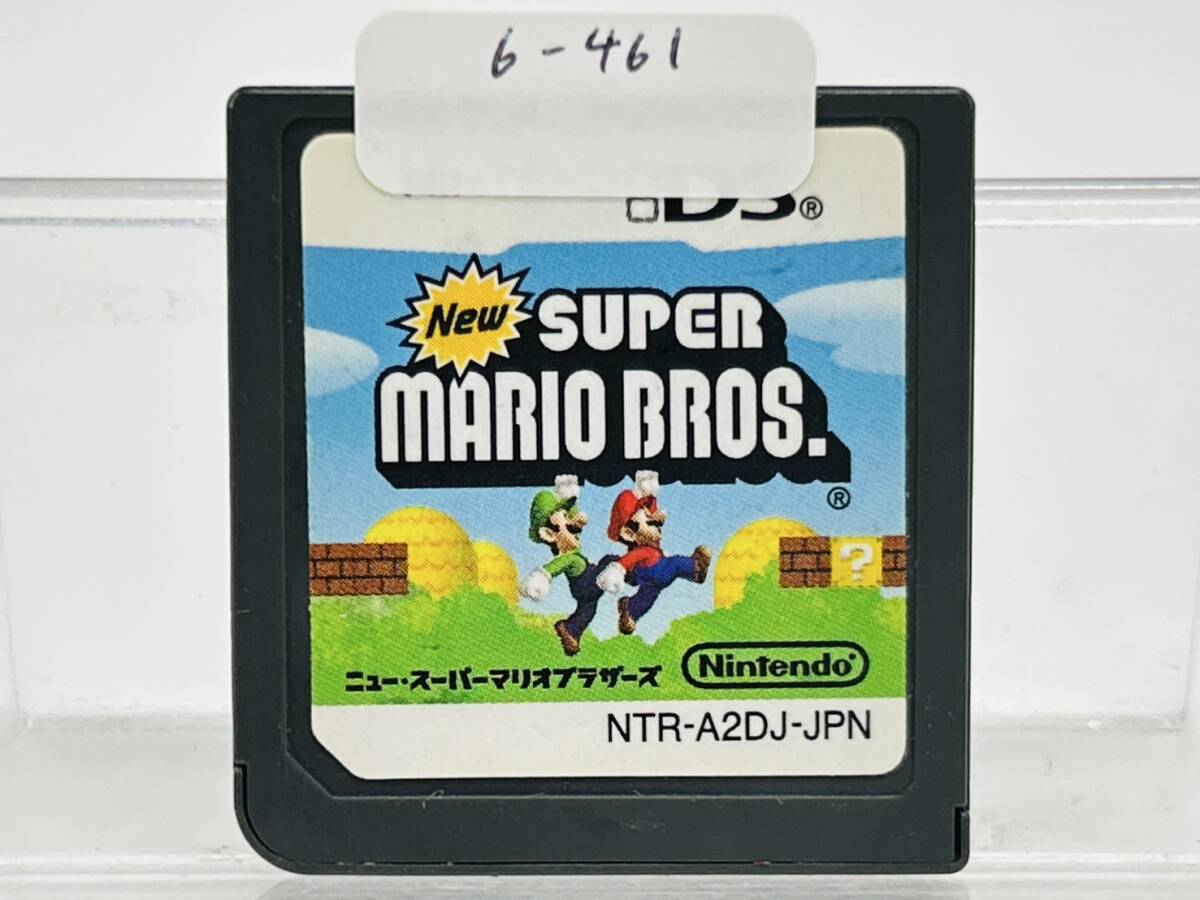 6-461
DS®
New SUPER
MARIO BROS.
®
?
ニュー・スーパーマリオブラザーズ Nintendo®
NTR-A2DJ-JPN